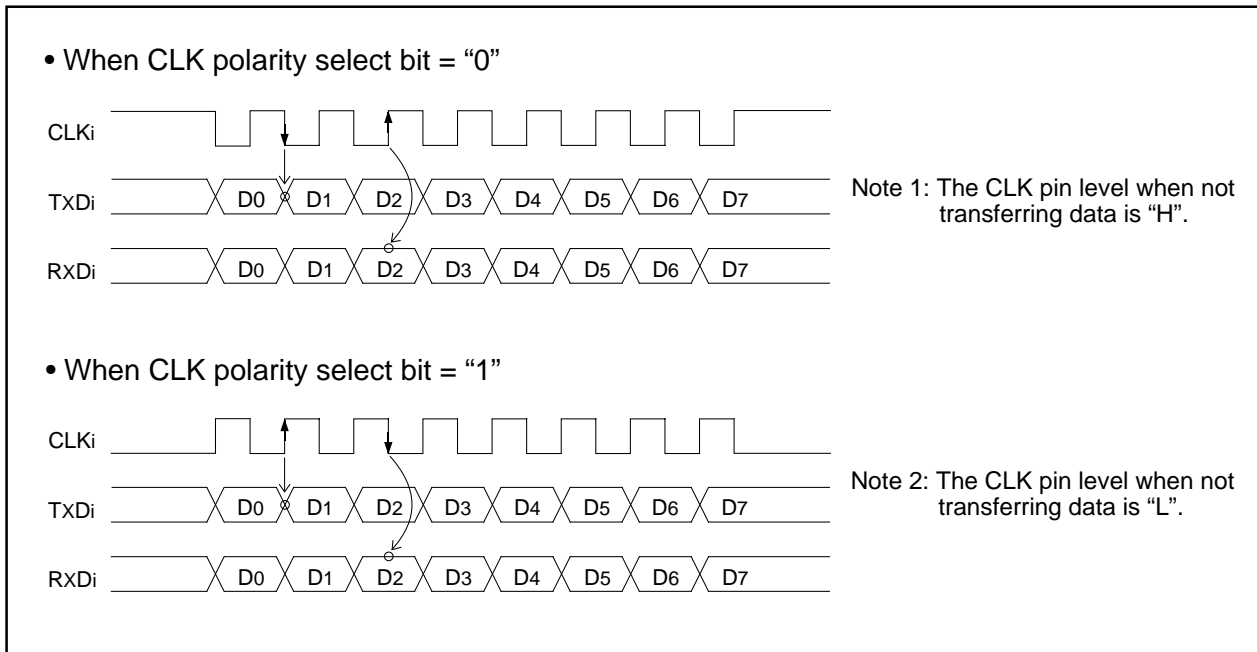 • When CLK polarity select bit = “0”
CLKi
TXDi D0 D1 D2 D3 D4 D5 D6 D7
RXDi D0 D1 D2 D3 D4 D5 D6 D7
Note 1: The CLK pin level when not
transferring data is “H”.
• When CLK polarity select bit = “1”
CLKi
TXDi D0 D1 D2 D3 D4 D5 D6 D7
RXDi D0 D1 D2 D3 D4 D5 D6 D7
Note 2: The CLK pin level when not
transferring data is “L”.